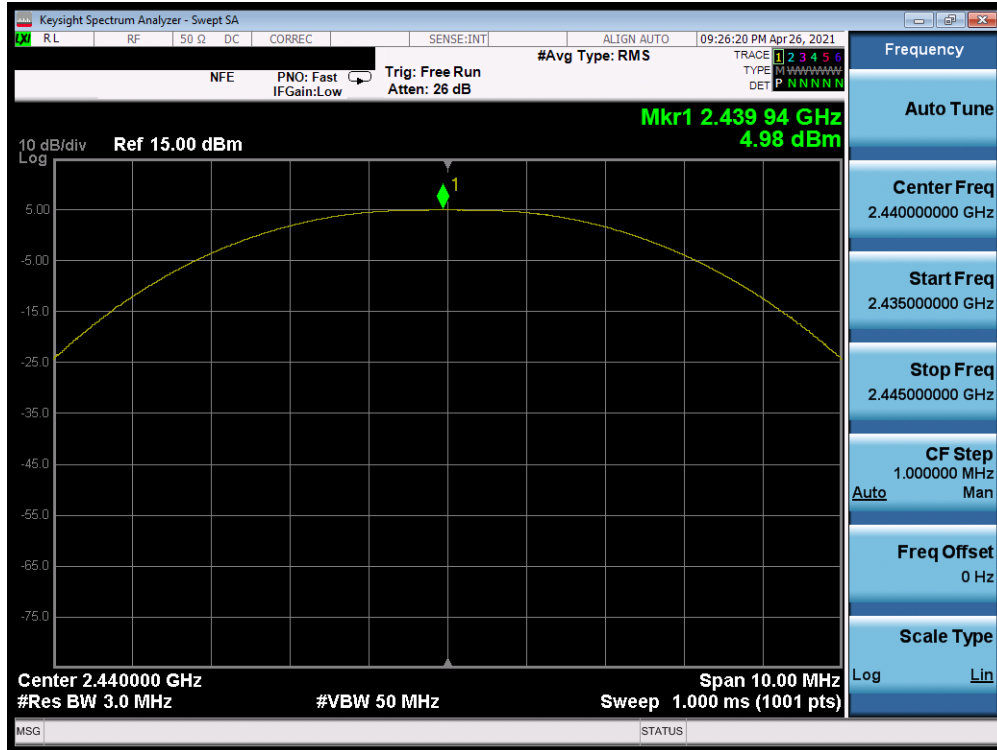 Keysight Spectrum Analyzer - Swept SA
LXI RL RF 50 Ω DC CORREC SENSE:INT ALIGN AUTO 09:26:20 PM Apr 26, 2021
NFE PNO: Fast Trig: Free Run #Avg Type: RMS TRACE 1 2 3 4 5 6
IFGain:Low Atten: 26 dB TYPE M WWWWW
DET P N N N N N
Mkr1 2.439 94 GHz
4.98 dBm
10 dB/div Ref 15.00 dBm
Log
1
5.00
-5.00
-15.0
-25.0
-35.0
-45.0
-55.0
-65.0
-75.0
Center 2.440000 GHz Span 10.00 MHz
#Res BW 3.0 MHz #VBW 50 MHz Sweep 1.000 ms (1001 pts)
MSG STATUS
Frequency
Auto Tune
Center Freq
2.440000000 GHz
Start Freq
2.435000000 GHz
Stop Freq
2.445000000 GHz
CF Step
1.000000 MHz
Auto Man
Freq Offset
0 Hz
Scale Type
Log Lin